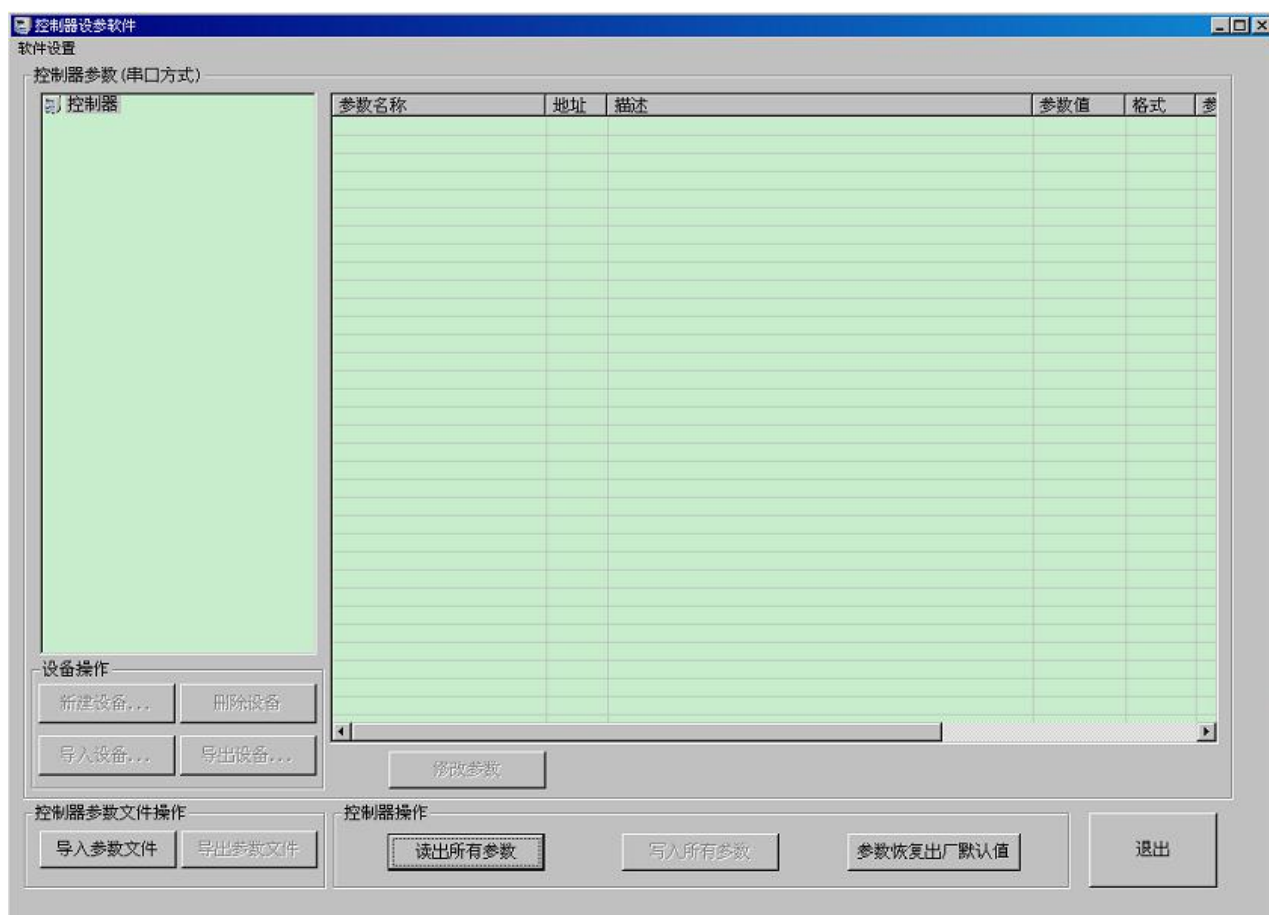 控制器设参软件
软件设置
控制器参数(串口方式)
控制器
参数名称 地址 描述 参数值 格式 参
设备操作
新建设备... 删除设备
导入设备... 导出设备...
修改参数
控制器参数文件操作 控制器操作
导入参数文件 导出参数文件 读出所有参数 写入所有参数 参数恢复出厂默认值 退出